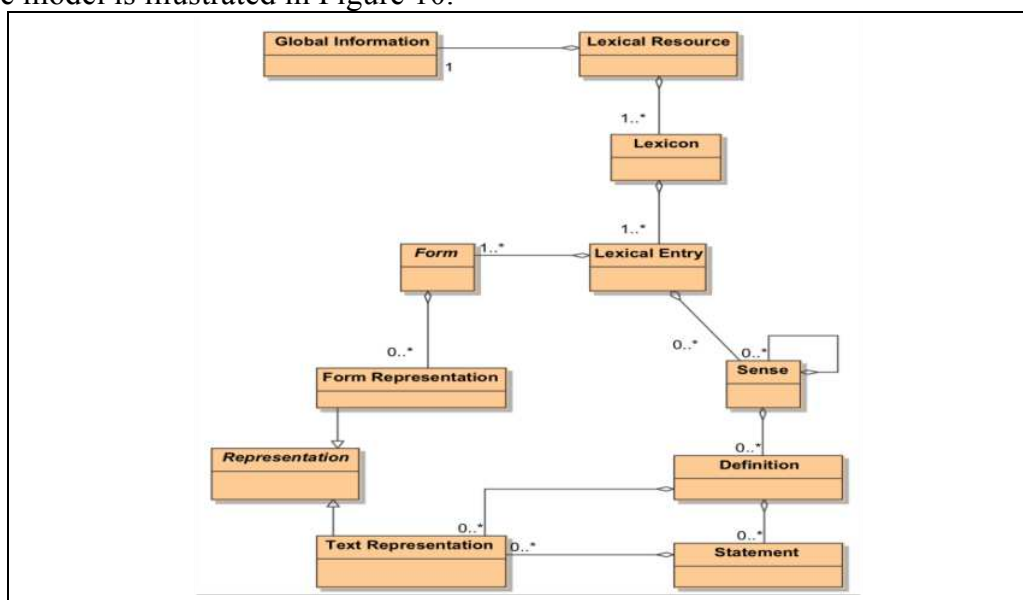 e model is illustrated in Figure 10.
Global Information
Lexical Resource
1
1..*
Lexicon
1..*
Form
1..*
Lexical Entry
0..*
0..*
0..*
Sense
Form Representation
Representation
0..*
Definition
0..*
0..*
Text Representation
0..*
Statement